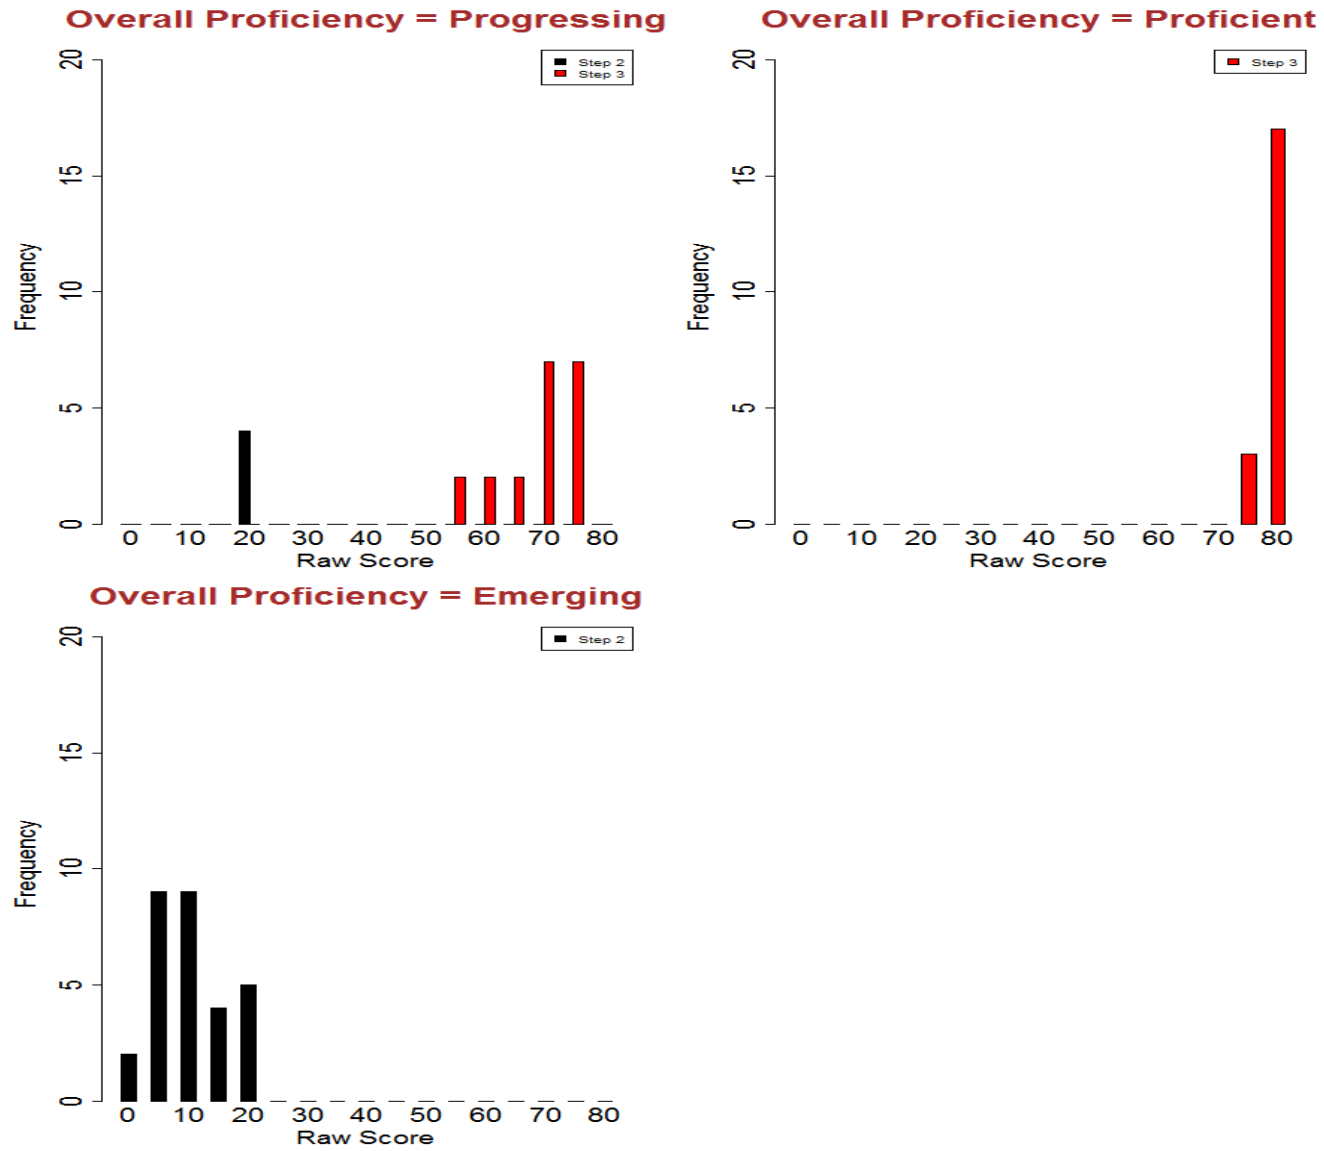 Overall Proficiency = Progressing
Step 2
Step 3
20
15
10
5
0
Frequency
0 10 20 30 40 50 60 70 80
Raw Score
Overall Proficiency = Proficient
Step 3
20
15
10
5
0
Frequency
0 10 20 30 40 50 60 70 80
Raw Score
Overall Proficiency = Emerging
Step 2
20
15
10
5
0
Frequency
0 10 20 30 40 50 60 70 80
Raw Score